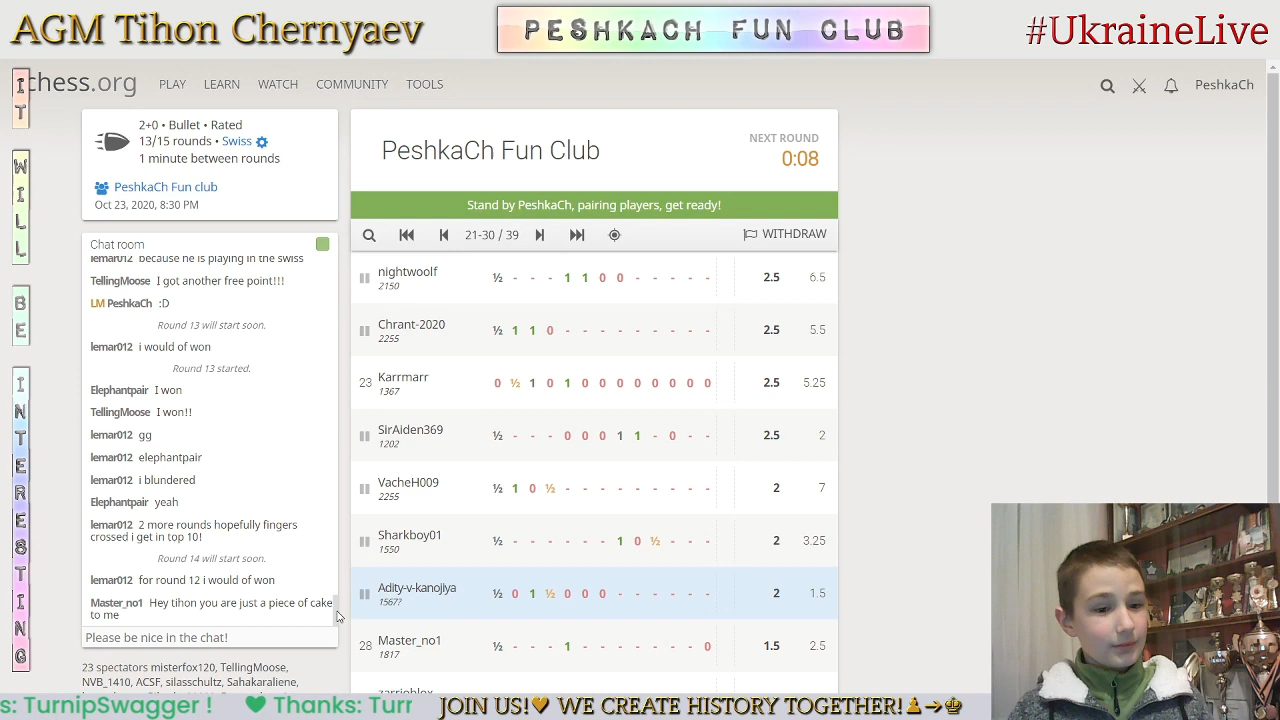 AGM Tihon Chernyaev
PESHKACH FUN CLUB
#UkraineLive
IT
WILL
BE
INTERESTING
chess.org
PLAY LEARN WATCH COMMUNITY TOOLS
PeshkaCh
2+0 • Bullet • Rated
13/15 rounds • Swiss
1 minute between rounds
PeshkaCh Fun club
Oct 23, 2020, 8:30 PM
Chat room
lemar012 because he is playing in the swiss
TellingMoose I got another free point!!!
LM PeshkaCh :D
Round 13 will start soon.
lemar012 i would of won
Round 13 started.
Elephantpair I won
TellingMoose I won!!
lemar012 gg
lemar012 elephantpair
lemar012 i blundered
Elephantpair yeah
lemar012 2 more rounds hopefully fingers
crossed i get in top 10!
Round 14 will start soon.
lemar012 for round 12 i would of won
Master_no1 Hey tihon you are just a piece of cake
to me
Please be nice in the chat!
23 spectators misterfox120, TellingMoose,
NVB_1410, ACSF, silasschultz, Sahakaraliene,
PeshkaCh Fun Club
NEXT ROUND
0:08
Stand by PeshkaCh, pairing players, get ready!
21-30 / 39
WITHDRAW
nightwoolf ½ - - - 1 1 0 0 - - - - - 2.5 6.5
2150
Chrant-2020 ½ 1 1 0 - - - - - - - - - 2.5 5.5
2255
23 Karrmarr 0 ½ 1 0 1 0 0 0 0 0 0 0 0 2.5 5.25
1367
SirAiden369 ½ - - - 0 0 0 1 1 - 0 - - 2.5 2
1202
VacheH009 ½ 1 0 ½ - - - - - - - - - 2 7
2255
Sharkboy01 ½ - - - - - - 1 0 ½ - - - 2 3.25
1550
Adity-v-kanojiya ½ 0 1 ½ 0 0 0 - - - - - - 2 1.5
1567?
28 Master_no1 ½ - - - 1 - - - - - - - 0 1.5 2.5
1817
s: TurnipSwagger ! Thanks: Turr
JOIN US! WE CREATE HISTORY TOGETHER! →